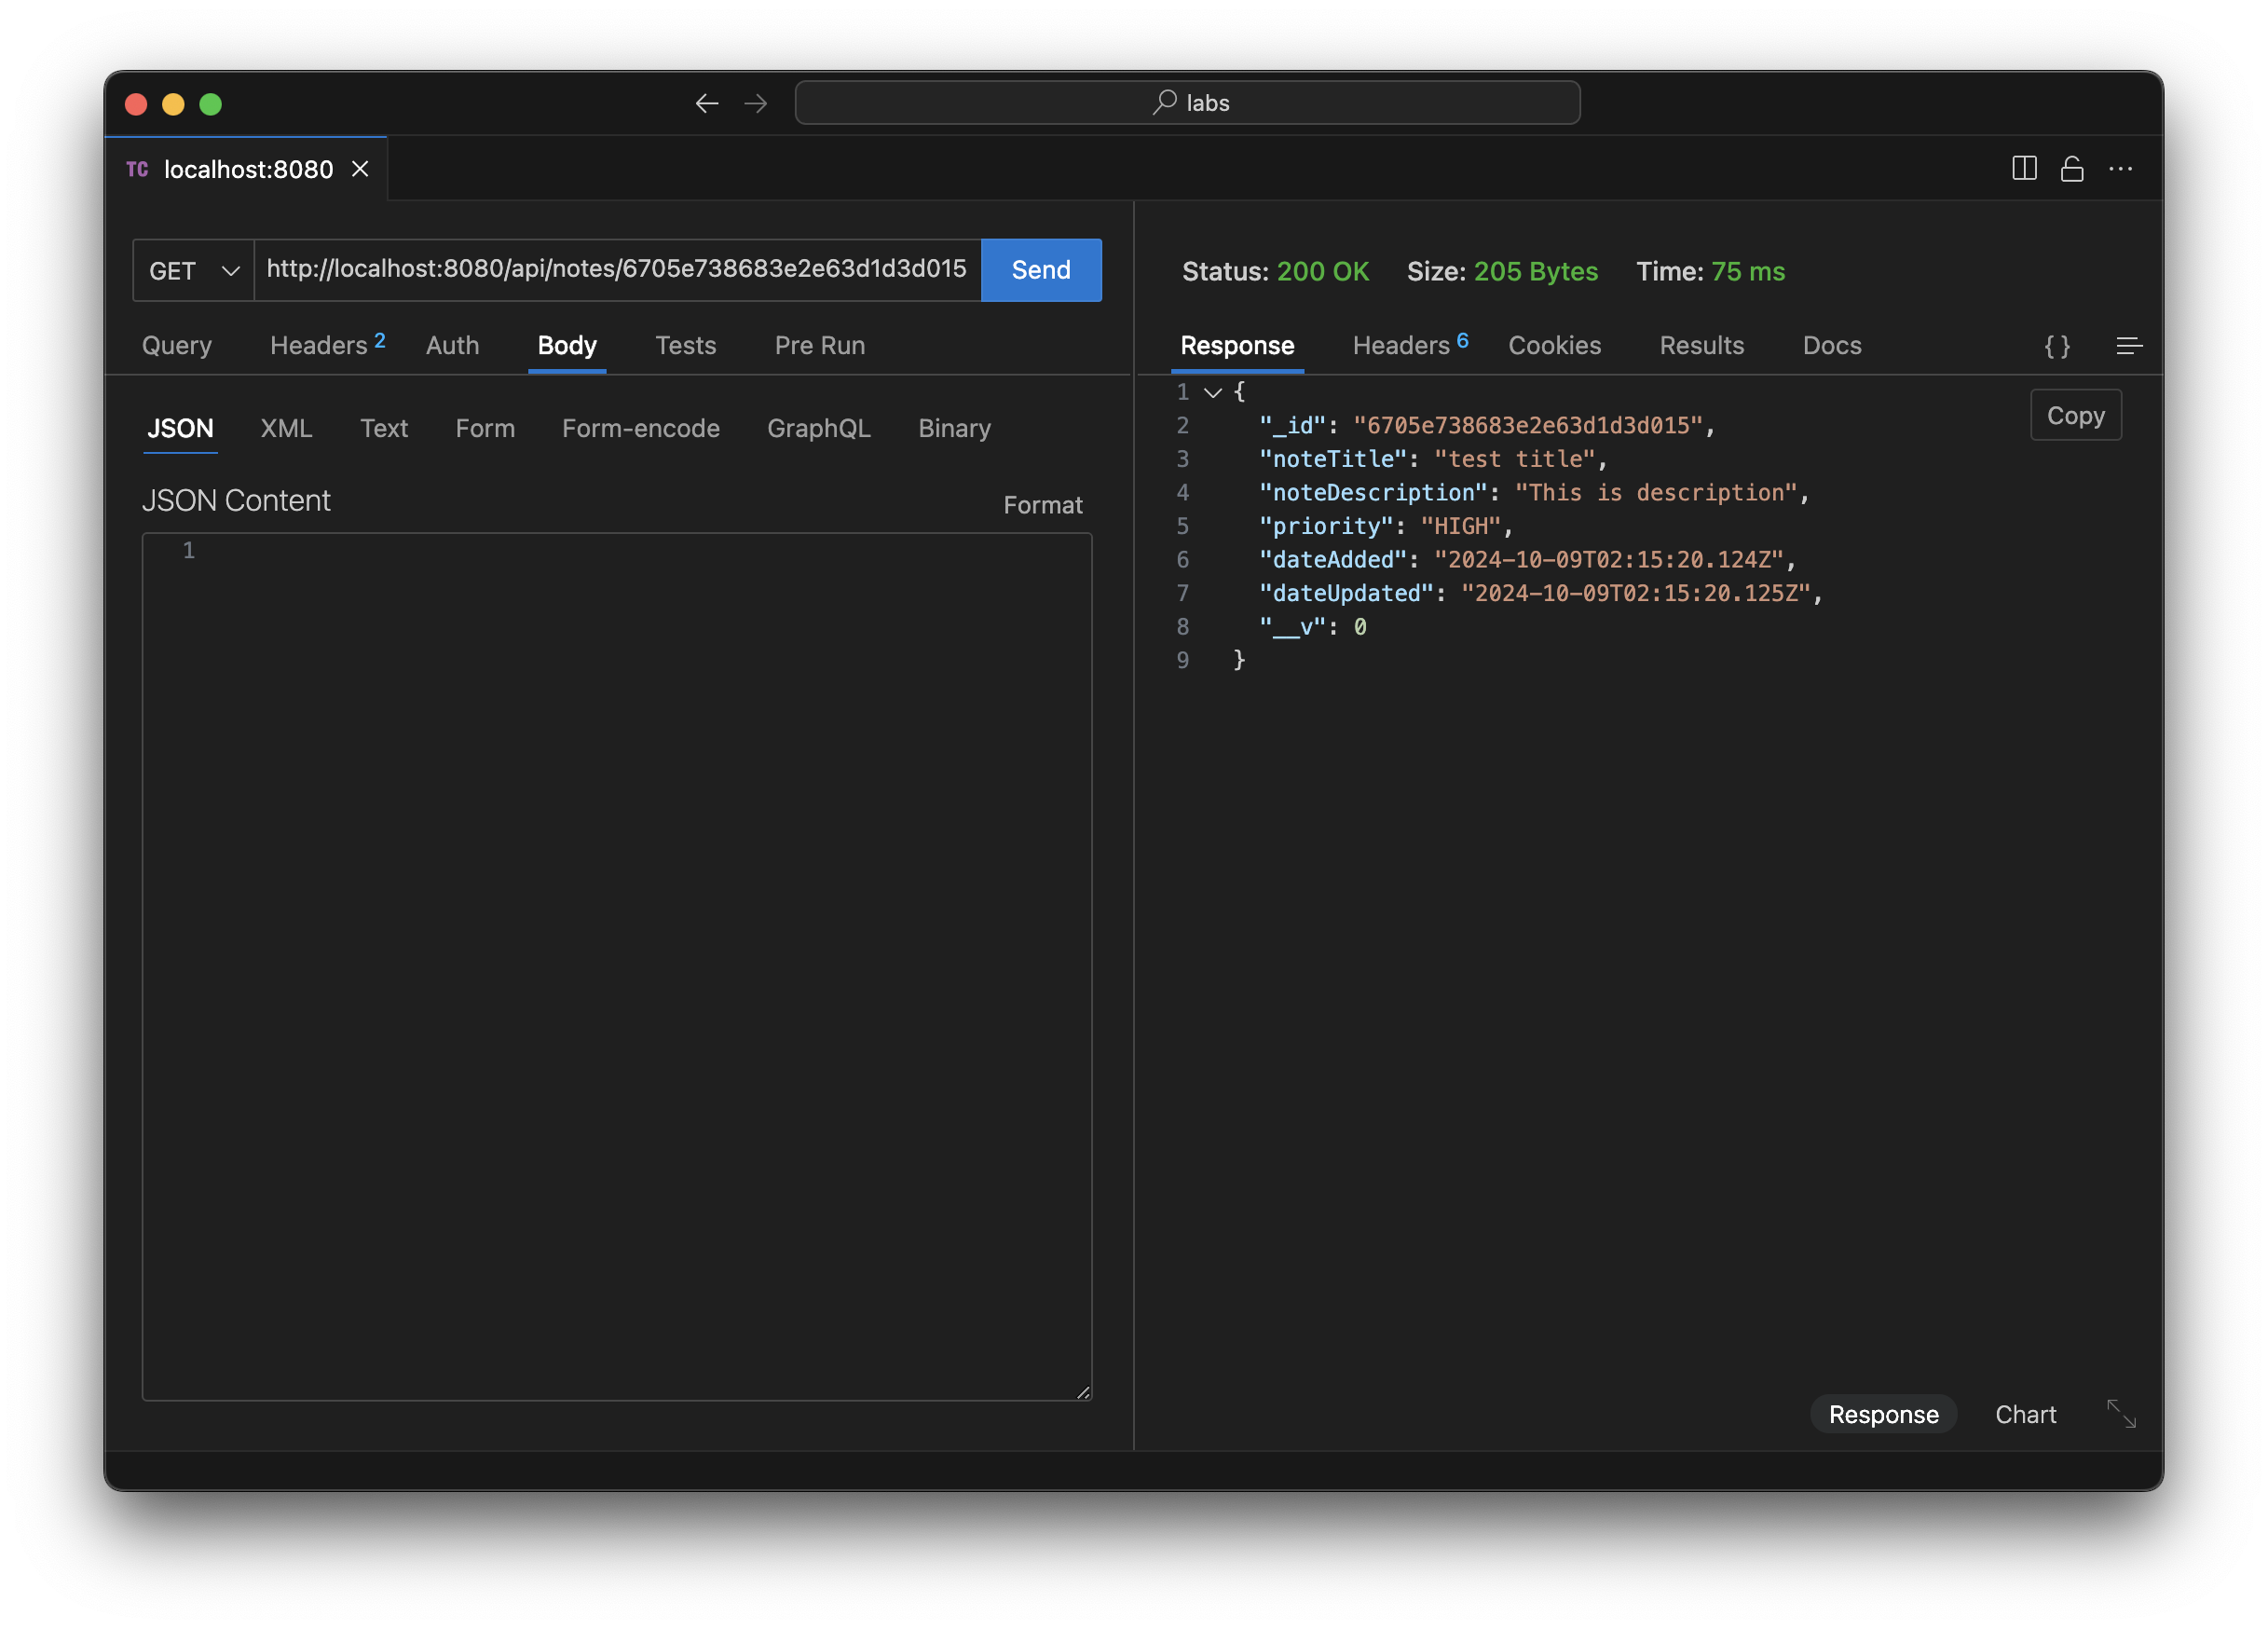 labs
TC localhost:8080
GET http://localhost:8080/api/notes/6705e738683e2e63d1d3d015 Send
Query Headers 2 Auth Body Tests Pre Run
JSON XML Text Form Form-encode GraphQL Binary
JSON Content Format
1
Status: 200 OK Size: 205 Bytes Time: 75 ms
Response Headers 6 Cookies Results Docs { }
Copy
1 {
2 "_id": "6705e738683e2e63d1d3d015",
3 "noteTitle": "test title",
4 "noteDescription": "This is description",
5 "priority": "HIGH",
6 "dateAdded": "2024-10-09T02:15:20.124Z",
7 "dateUpdated": "2024-10-09T02:15:20.125Z",
8 "__v": 0
9 }
Response Chart